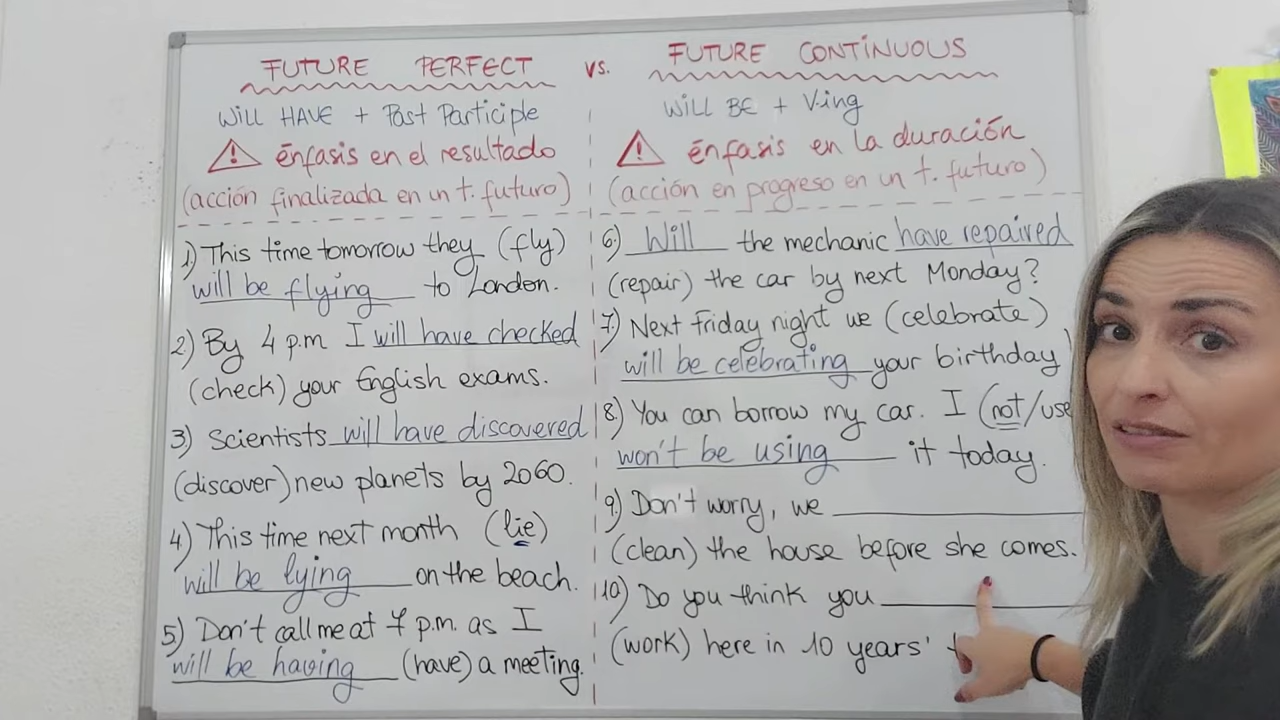 FUTURE PERFECT vs. FUTURE CONTINUOUS
WILL HAVE + Past Participle
⚠ énfasis en el resultado
(acción finalizada en un t. futuro)
1) This time tomorrow they (fly)
will be flying to London.
2) By 4 p.m I will have checked
(check) your English exams.
3) Scientists will have discovered
(discover) new planets by 2060.
4) This time next month (lie)
will be lying on the beach.
5) Don't call me at 7 p.m. as I
will be having (have) a meeting.
WILL BE + V-ing
⚠ énfasis en la duración
(acción en progreso en un t. futuro)
6) Will the mechanic have repaired
(repair) the car by next Monday?
7) Next Friday night we (celebrate)
will be celebrating your birthday
8) You can borrow my car. I (not/use
won't be using it today.
9) Don't worry, we
(clean) the house before she comes.
10) Do you think you
(work) here in 10 years'